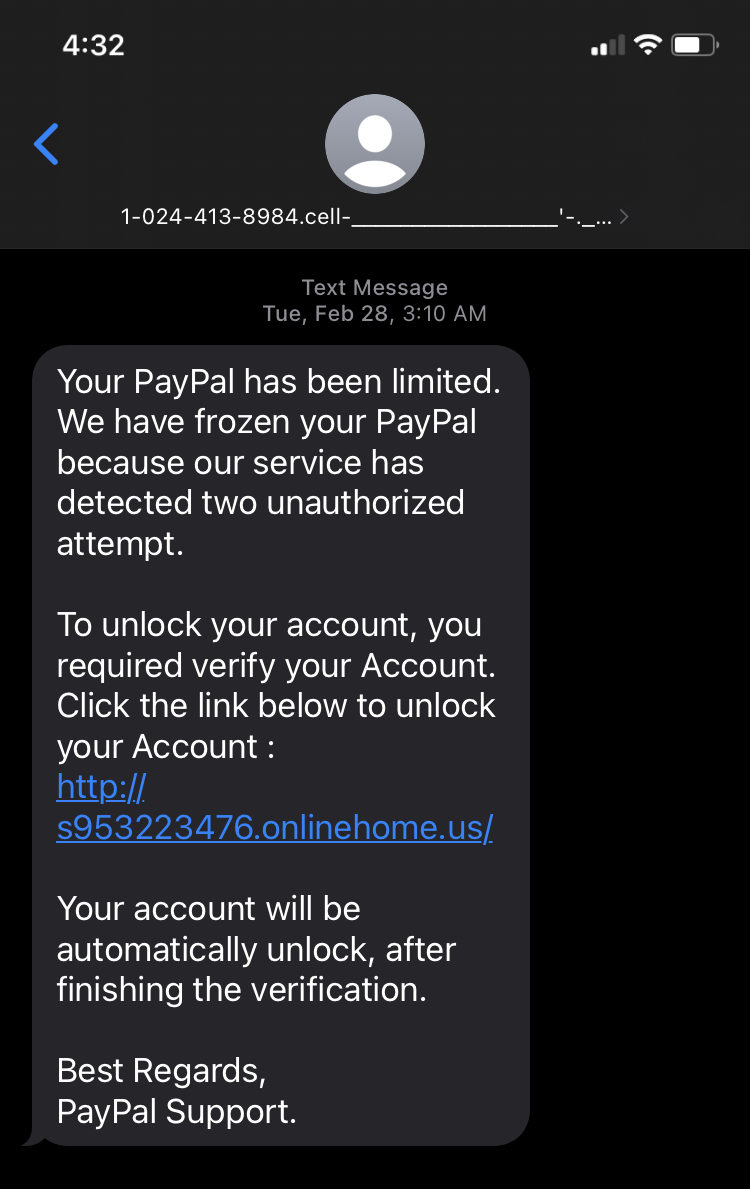 4:32
1-024-413-8984.cell-__________________'-._...
Text Message
Tue, Feb 28, 3:10 AM
Your PayPal has been limited.
We have frozen your PayPal
because our service has
detected two unauthorized
attempt.
To unlock your account, you
required verify your Account.
Click the link below to unlock
your Account :
http://
s953223476.onlinehome.us/
Your account will be
automatically unlock, after
finishing the verification.
Best Regards,
PayPal Support.